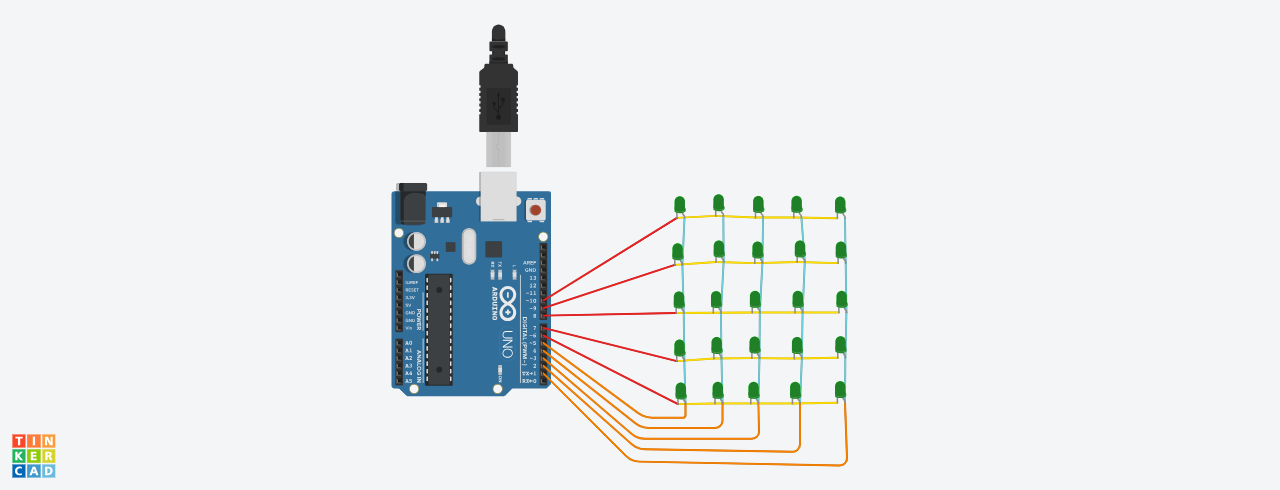 AREF
GND
13
12
~11
~10
~9
8
7
~6
~5
4
~3
2
TX→1
RX←0
DIGITAL (PWM~)
L
TX
RX
ARDUINO
UNO
ON
IOREF
RESET
3.3V
5V
GND
GND
Vin
POWER
A0
A1
A2
A3
A4
A5
ANALOG IN
TIN
KER
CAD